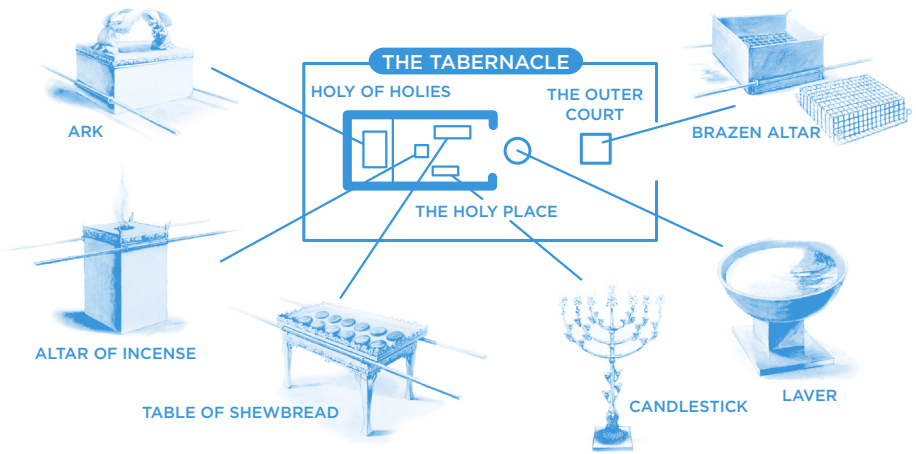 THE TABERNACLE
HOLY OF HOLIES
THE OUTER
COURT
ARK
BRAZEN ALTAR
THE HOLY PLACE
ALTAR OF INCENSE
TABLE OF SHEWBREAD
CANDLESTICK
LAVER